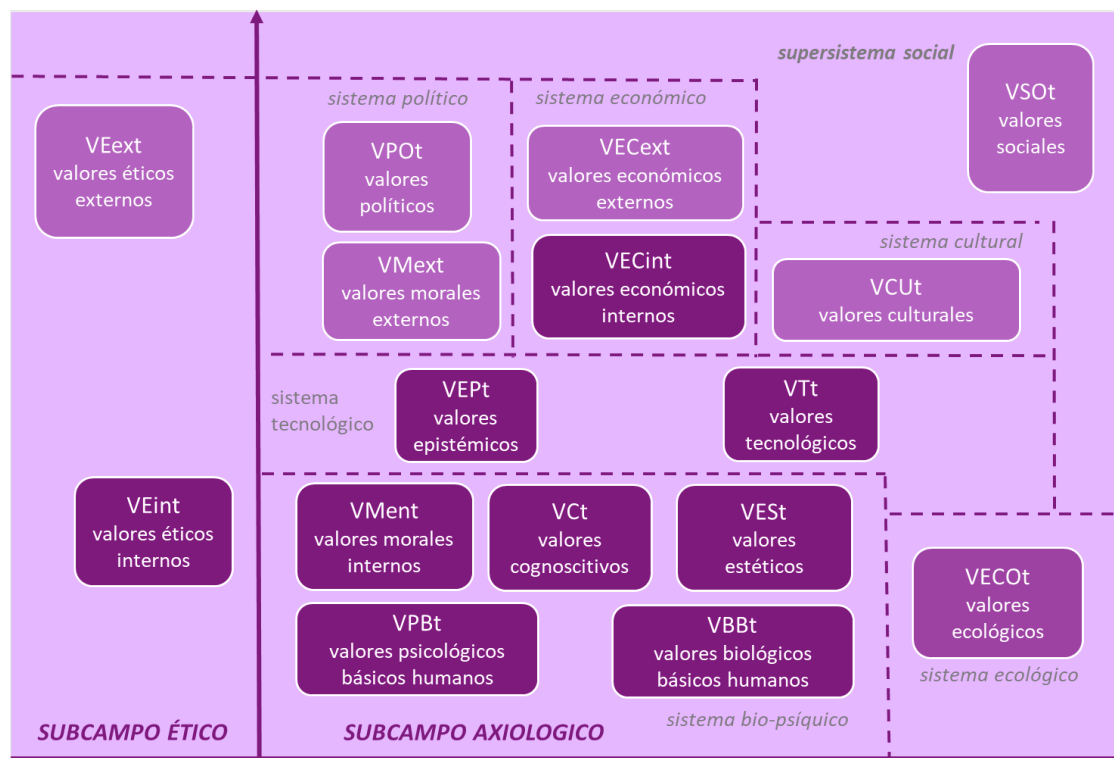 supersistema social
sistema político
sistema económico
VSOt
valores
sociales
VEext
valores éticos
externos
VPOt
valores
políticos
VECext
valores económicos
externos
VMext
valores morales
externos
VECint
valores económicos
internos
sistema cultural
VCUt
valores culturales
sistema
tecnológico
VEPt
valores
epistémicos
VTt
valores
tecnológicos
VEint
valores éticos
internos
VMent
valores morales
internos
VCt
valores
cognoscitivos
VESt
valores
estéticos
VECOt
valores
ecológicos
sistema ecológico
VPBt
valores psicológicos
básicos humanos
VBBt
valores biológicos
básicos humanos
sistema bio-psíquico
SUBCAMPO ÉTICO
SUBCAMPO AXIOLOGICO